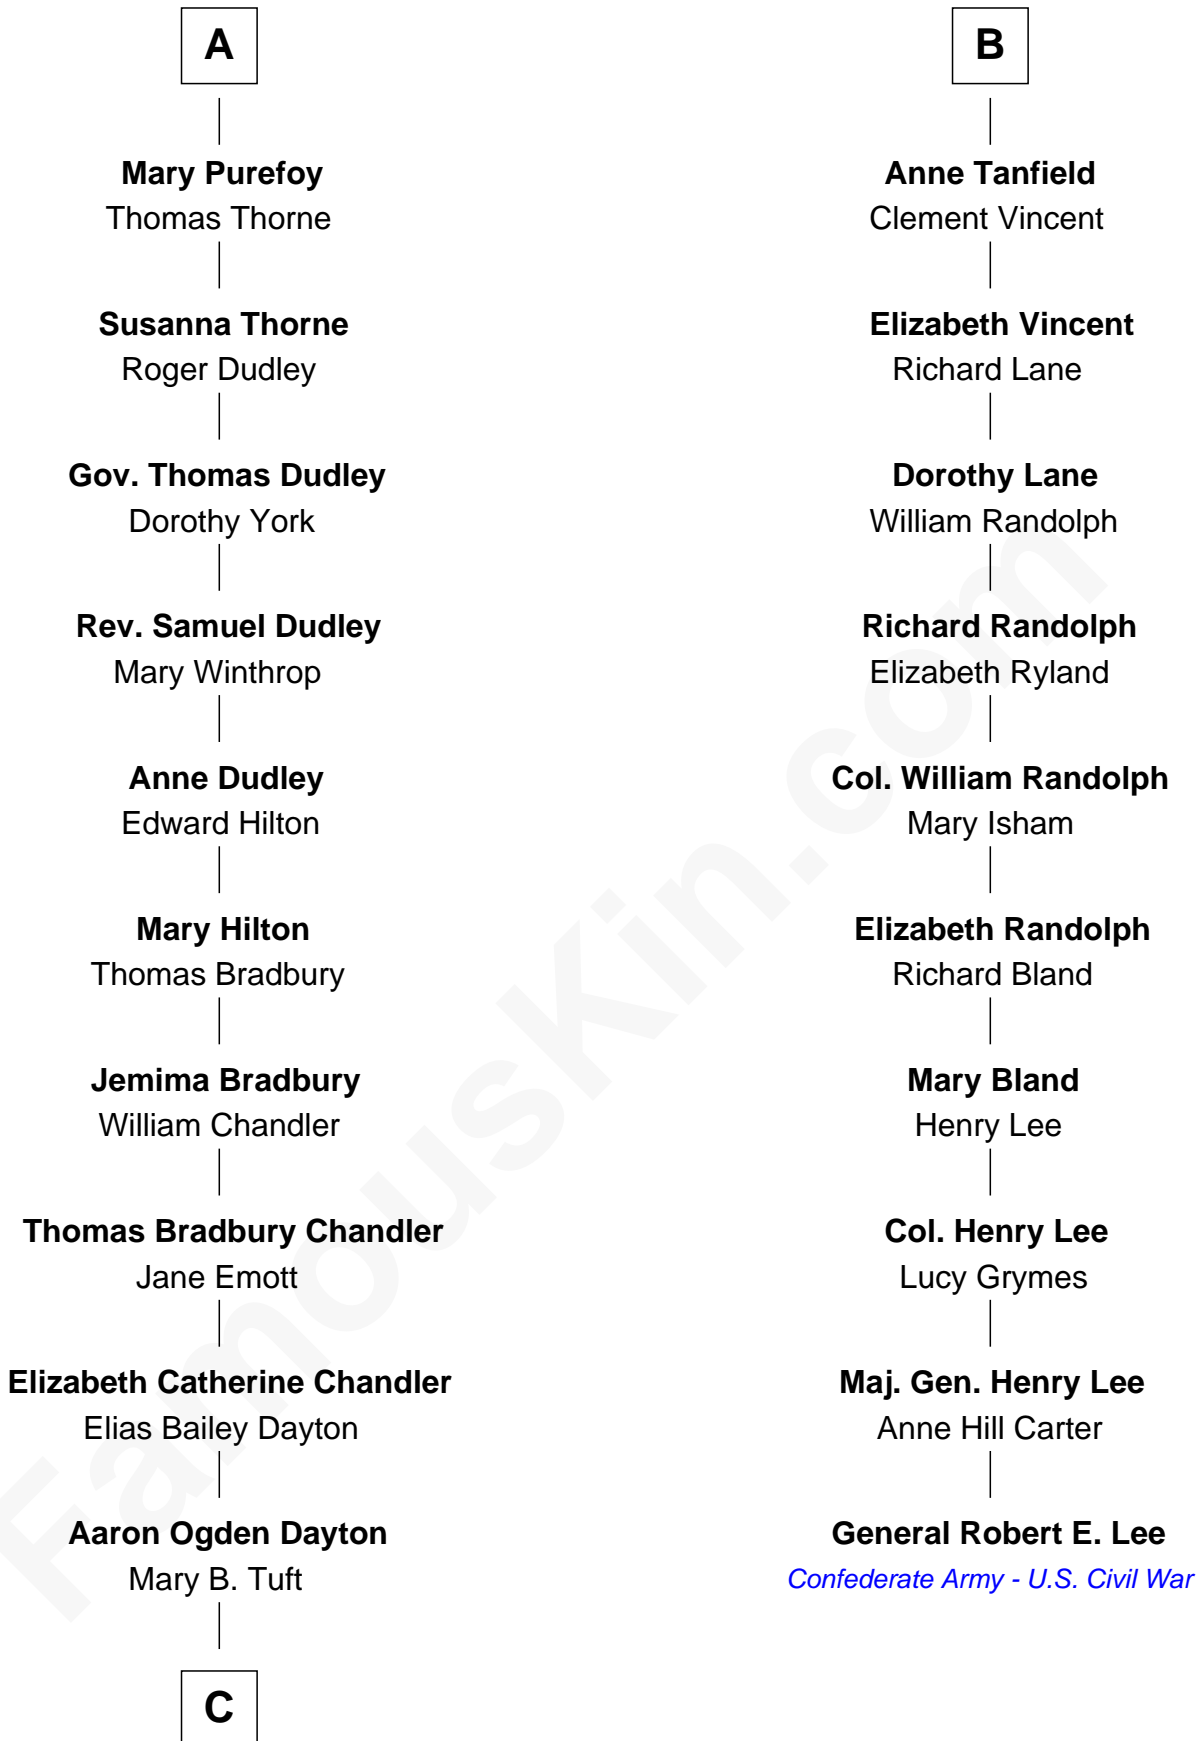 A
Mary Purefoy
Thomas Thorne
Susanna Thorne
Roger Dudley
Gov. Thomas Dudley
Dorothy York
Rev. Samuel Dudley
Mary Winthrop
Anne Dudley
Edward Hilton
Mary Hilton
Thomas Bradbury
Jemima Bradbury
William Chandler
Thomas Bradbury Chandler
Jane Emott
Elizabeth Catherine Chandler
Elias Bailey Dayton
Aaron Ogden Dayton
Mary B. Tuft
C
B
Anne Tanfield
Clement Vincent
Elizabeth Vincent
Richard Lane
Dorothy Lane
William Randolph
Richard Randolph
Elizabeth Ryland
Col. William Randolph
Mary Isham
Elizabeth Randolph
Richard Bland
Mary Bland
Henry Lee
Col. Henry Lee
Lucy Grymes
Maj. Gen. Henry Lee
Anne Hill Carter
General Robert E. Lee
Confederate Army - U.S. Civil War
FamousKin.com